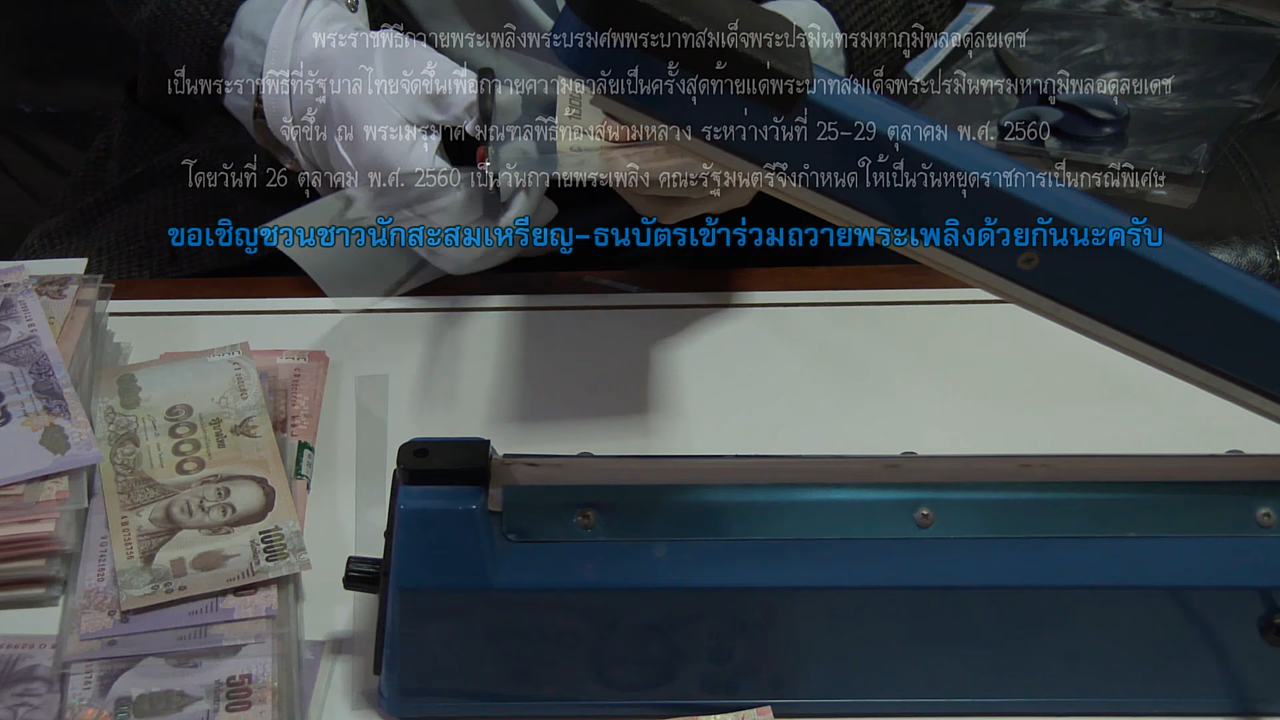 พระราชพิธีถวายพระเพลิงพระบรมศพพระบาทสมเด็จพระปรมินทรมหาภูมิพลอดุลยเดช
เป็นพระราชพิธีที่รัฐบาลไทยจัดขึ้นเพื่อถวายความอาลัยเป็นครั้งสุดท้ายแด่พระบาทสมเด็จพระปรมินทรมหาภูมิพลอดุลยเดช
จัดขึ้น ณ พระเมรุมาศ มณฑลพิธีท้องสนามหลวง ระหว่างวันที่ 25-29 ตุลาคม พ.ศ. 2560
โดยวันที่ 26 ตุลาคม พ.ศ. 2560 เป็นวันถวายพระเพลิง คณะรัฐมนตรีจึงกำหนดให้เป็นวันหยุดราชการเป็นกรณีพิเศษ
ขอเชิญชวนชาวนักสะสมเหรียญ-ธนบัตรเข้าร่วมถวายพระเพลิงด้วยกันนะครับ
๑๐๐๐
รัฐบาลไทย
1000
500